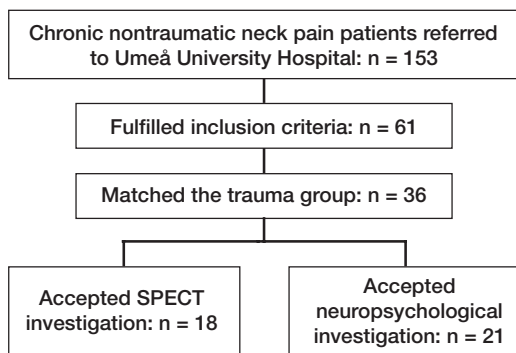 Chronic nontraumatic neck pain patients referred
to Umeå University Hospital: n = 153
Fulfilled inclusion criteria: n = 61
Matched the trauma group: n = 36
Accepted SPECT
investigation: n = 18
Accepted
neuropsychological
investigation: n = 21